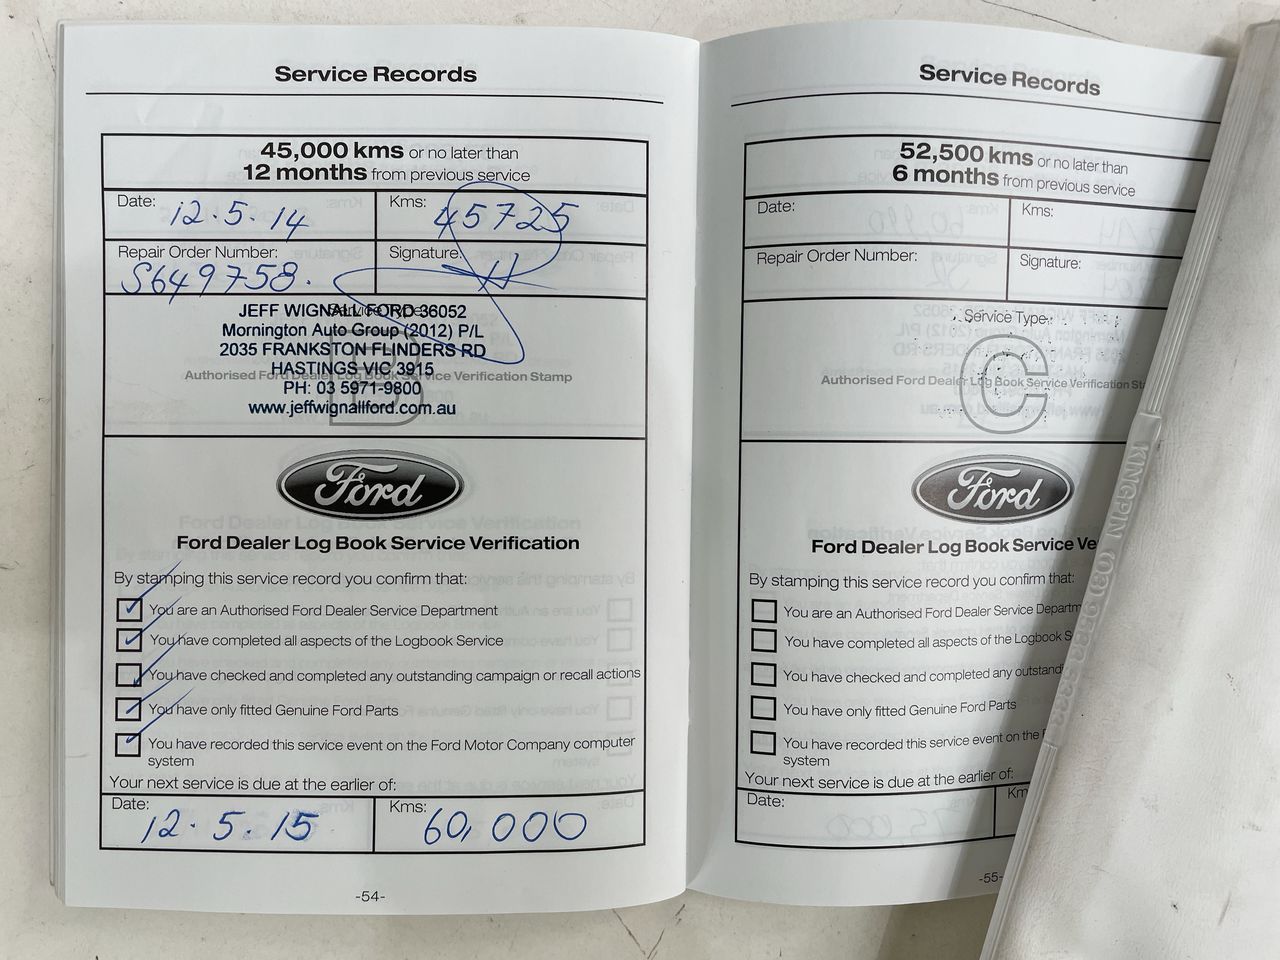 Service Records
45,000 kms or no later than
12 months from previous service
Date: 12.5.14
Kms: 45725
Repair Order Number: S649758.
Signature:
Service Type
JEFF WIGNALL FORD 36052
Mornington Auto Group (2012) P/L
2035 FRANKSTON FLINDERS RD
HASTINGS VIC 3915
Authorised Ford Dealer Log Book Service Verification Stamp
B
PH: 03 5971-9800
www.jeffwignallford.com.au
Ford
Ford Dealer Log Book Service Verification
By stamping this service record you confirm that:
You are an Authorised Ford Dealer Service Department
You have completed all aspects of the Logbook Service
You have checked and completed any outstanding campaign or recall actions
You have only fitted Genuine Ford Parts
You have recorded this service event on the Ford Motor Company computer
system
Your next service is due at the earlier of:
Date: 12.5.15
Kms: 60,000
-54-
Service Records
52,500 kms or no later than
6 months from previous service
Date:
Kms:
Repair Order Number:
Signature:
Service Type
Authorised Ford Dealer Log Book Service Verification Sta
C
Ford
Ford Dealer Log Book Service Ve
By stamping this service record you confirm that:
You are an Authorised Ford Dealer Service Departm
You have completed all aspects of the Logbook S
You have checked and completed any outstandi
You have only fitted Genuine Ford Parts
You have recorded this service event on the
system
Your next service is due at the earlier of:
Date:
Km
-55-
KINGPIN (03)